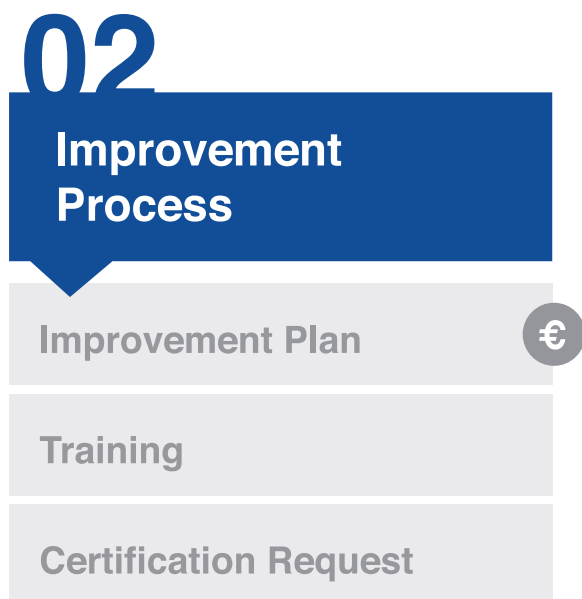 02
Improvement
Process
Improvement Plan
€
Training
Certification Request